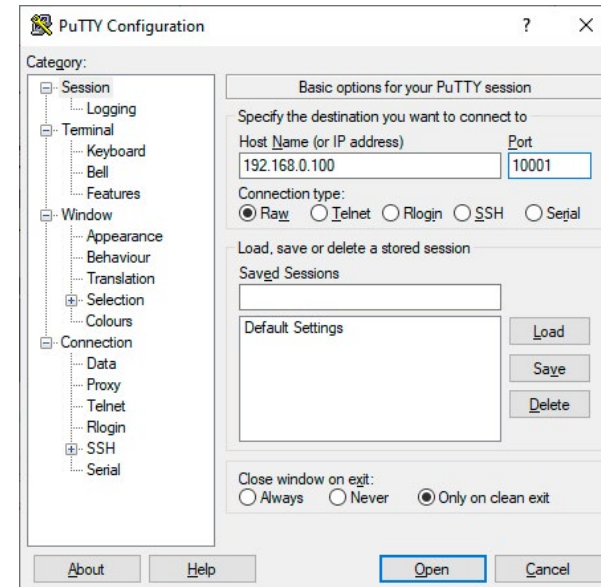 PuTTY Configuration
? ×
Category:
Session
Logging
Terminal
Keyboard
Bell
Features
Window
Appearance
Behaviour
Translation
Selection
Colours
Connection
Data
Proxy
Telnet
Rlogin
SSH
Serial
Basic options for your PuTTY session
Specify the destination you want to connect to
Host Name (or IP address) Port
192.168.0.100 10001
Connection type:
Raw Telnet Rlogin SSH Serial
Load, save or delete a stored session
Saved Sessions
Default Settings
Load
Save
Delete
Close window on exit:
Always Never Only on clean exit
About Help Open Cancel